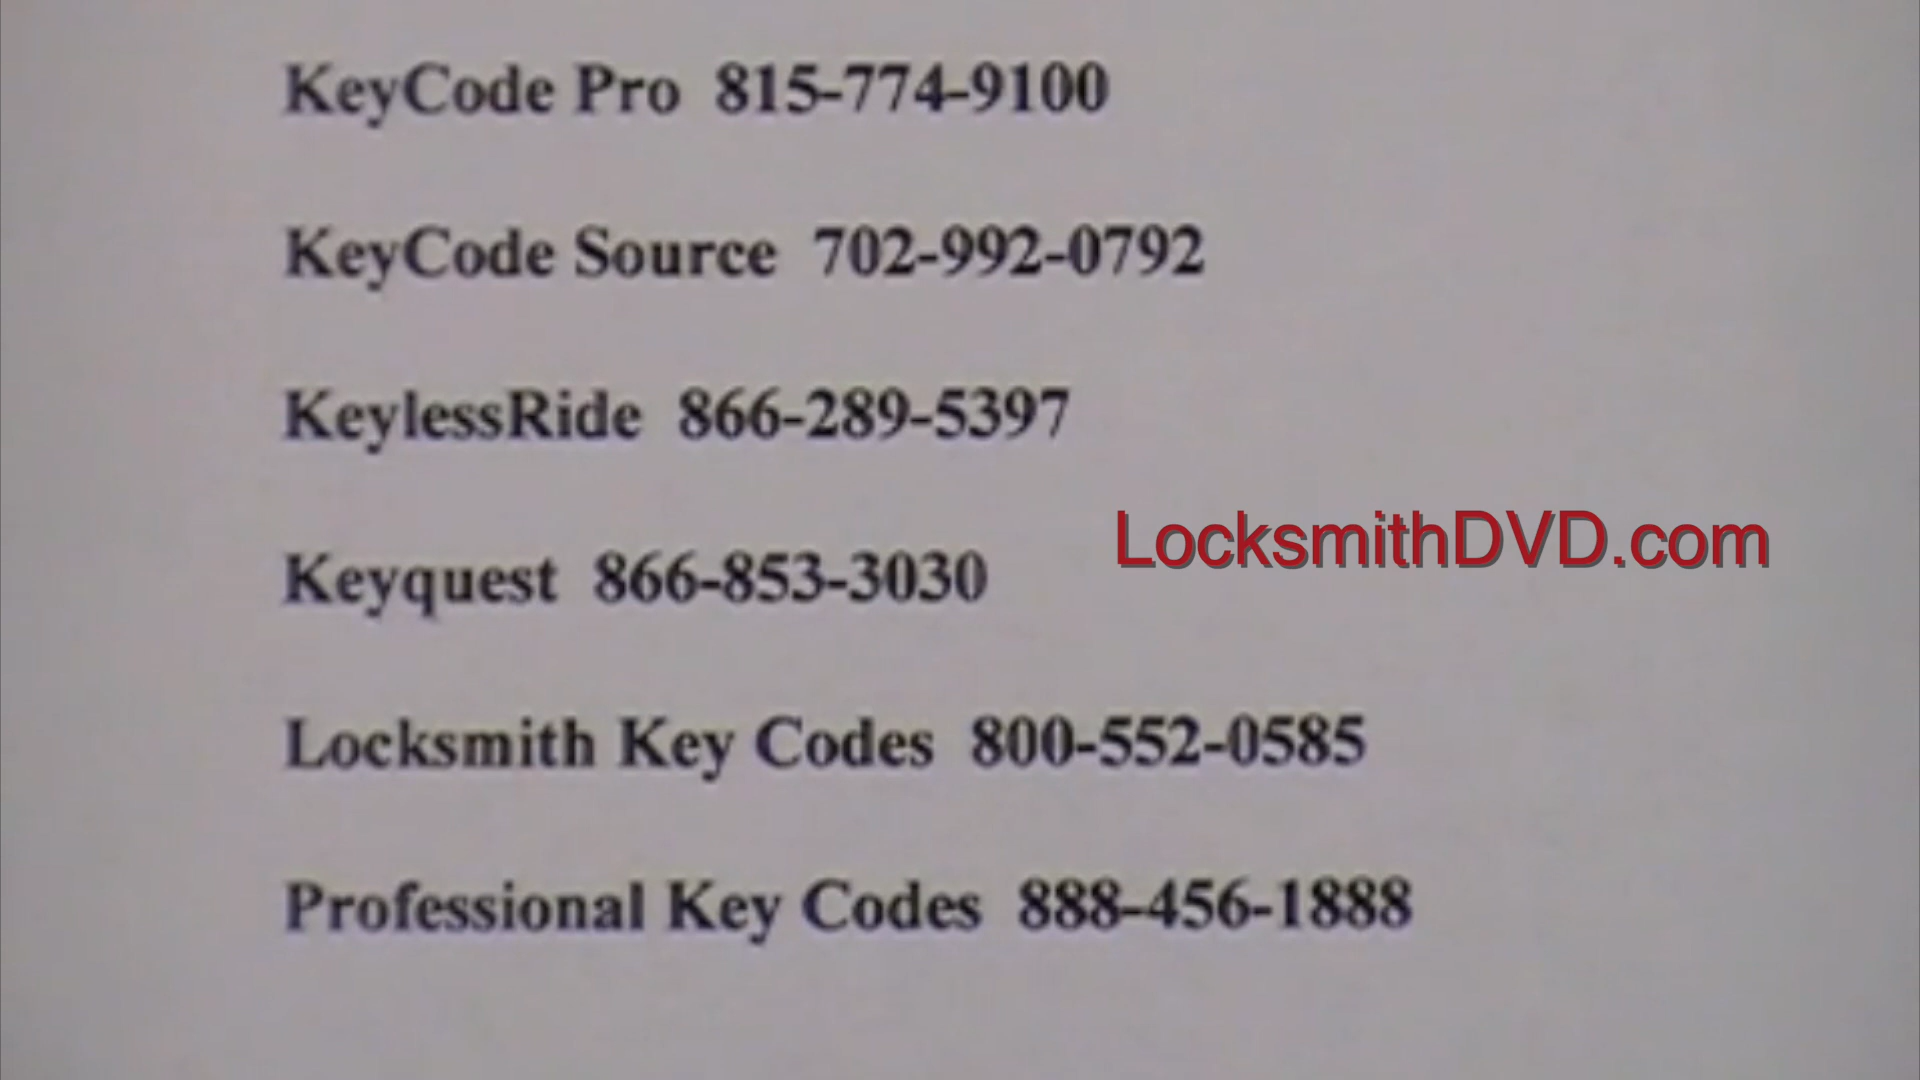 KeyCode Pro 815-774-9100
KeyCode Source 702-992-0792
KeylessRide 866-289-5397
Keyquest 866-853-3030
LocksmithDVD.com
Locksmith Key Codes 800-552-0585
Professional Key Codes 888-456-1888